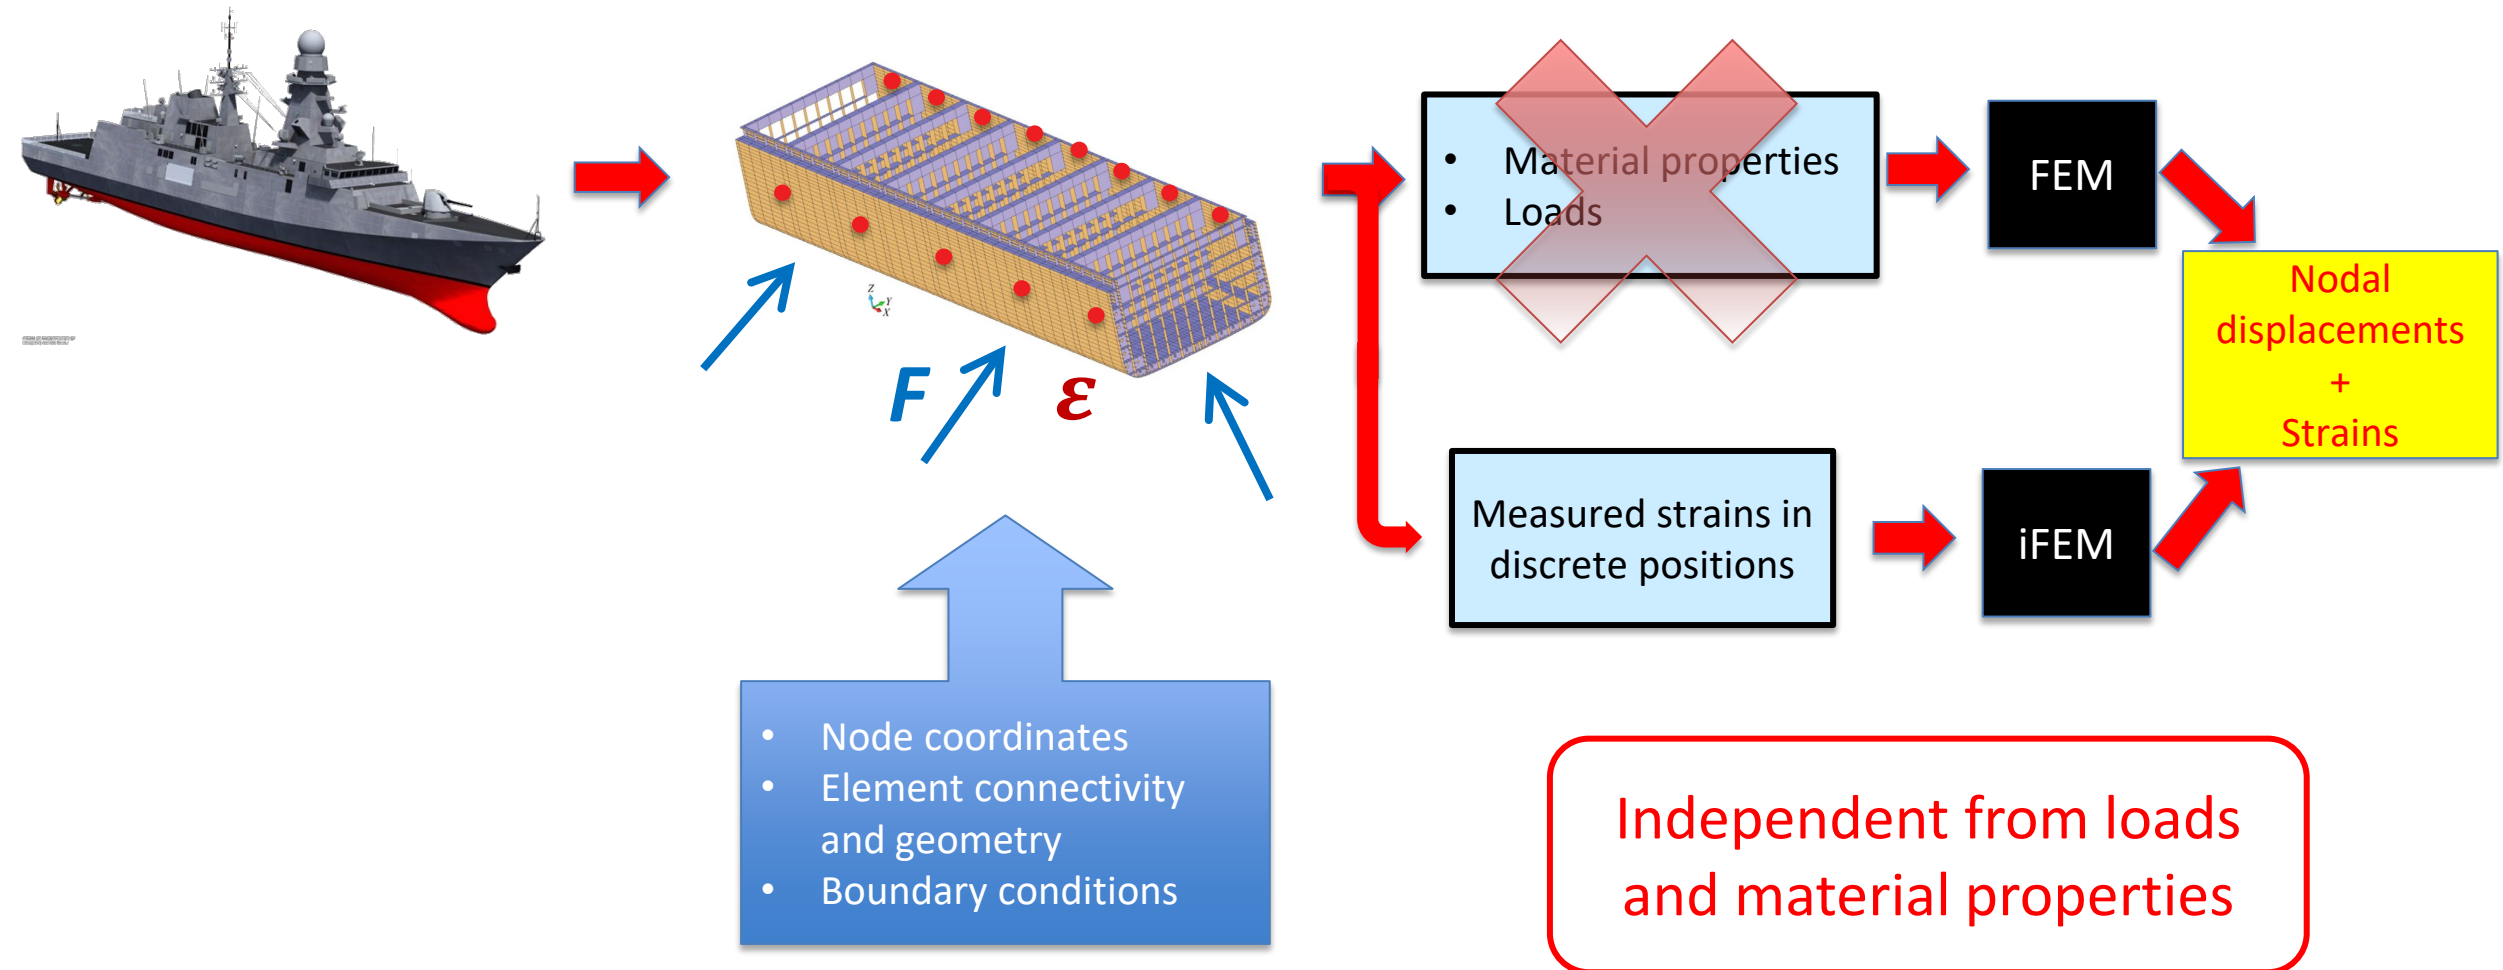 • Material properties
• Loads
FEM
Nodal
displacements
+
Strains
Z
Y
X
F
ε
Measured strains in
discrete positions
iFEM
• Node coordinates
• Element connectivity
and geometry
• Boundary conditions
Independent from loads
and material properties